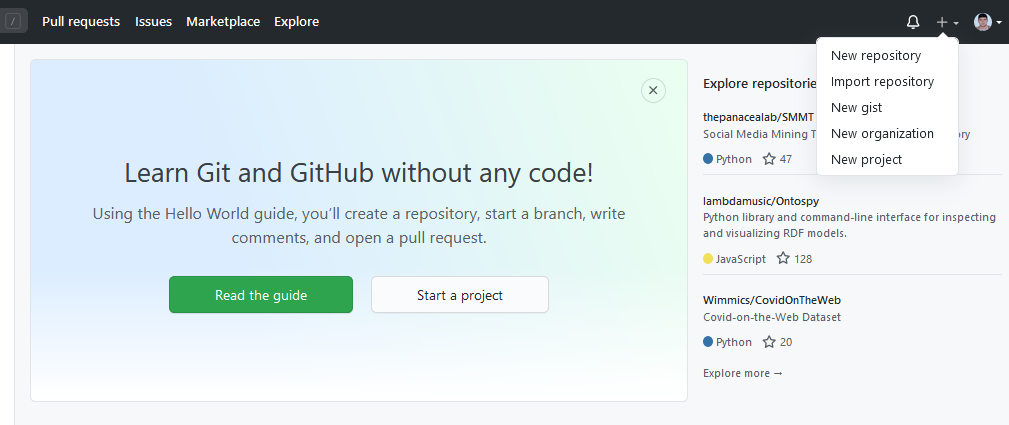 / Pull requests Issues Marketplace Explore
New repository
Import repository
New gist
New organization
New project
Learn Git and GitHub without any code!
Using the Hello World guide, you’ll create a repository, start a branch, write
comments, and open a pull request.
Read the guide Start a project
Explore repositorie
thepanacealab/SMMT
Social Media Mining T ory
Python 47
lambdamusic/Ontospy
Python library and command-line interface for inspecting
and visualizing RDF models.
JavaScript 128
Wimmics/CovidOnTheWeb
Covid-on-the-Web Dataset
Python 20
Explore more →